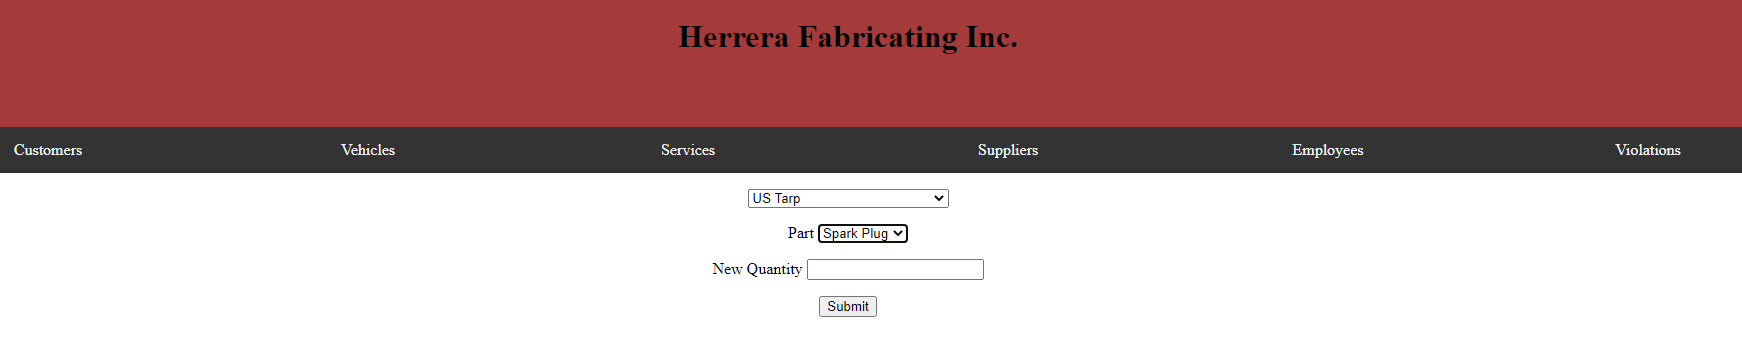 Herrera Fabricating Inc.
Customers Vehicles Services Suppliers Employees Violations
US Tarp
Part Spark Plug
New Quantity
Submit